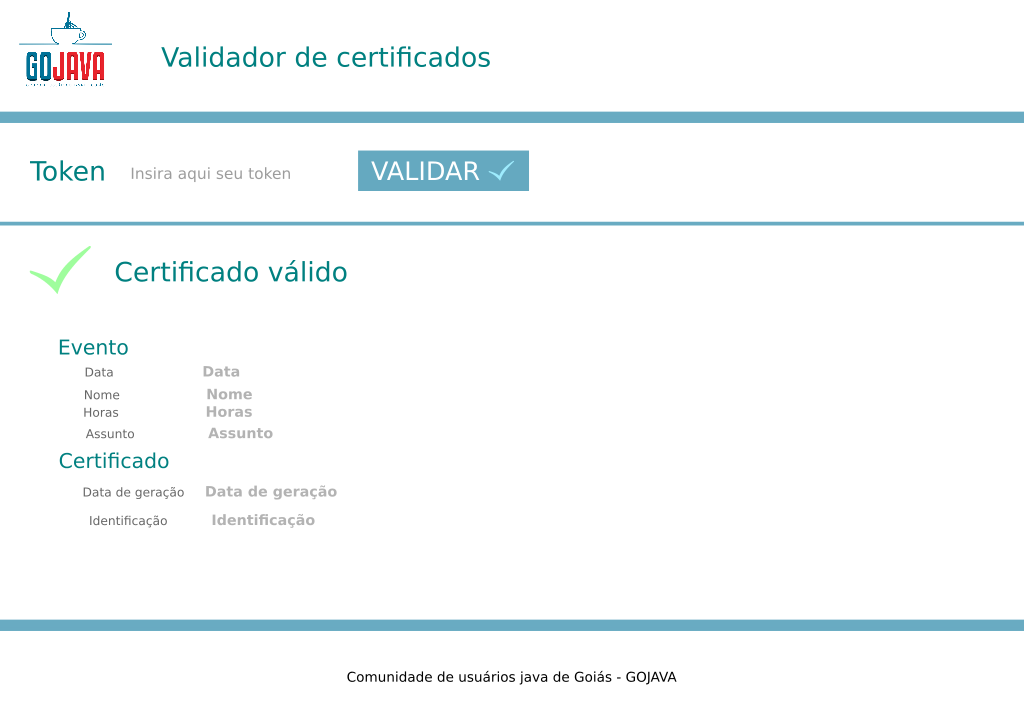 GOJAVA
Validador de certificados
Token Insira aqui seu token VALIDAR
Certificado válido
Evento
Data Data
Nome Nome
Horas Horas
Assunto Assunto
Certificado
Data de geração Data de geração
Identificação Identificação
Comunidade de usuários java de Goiás - GOJAVA